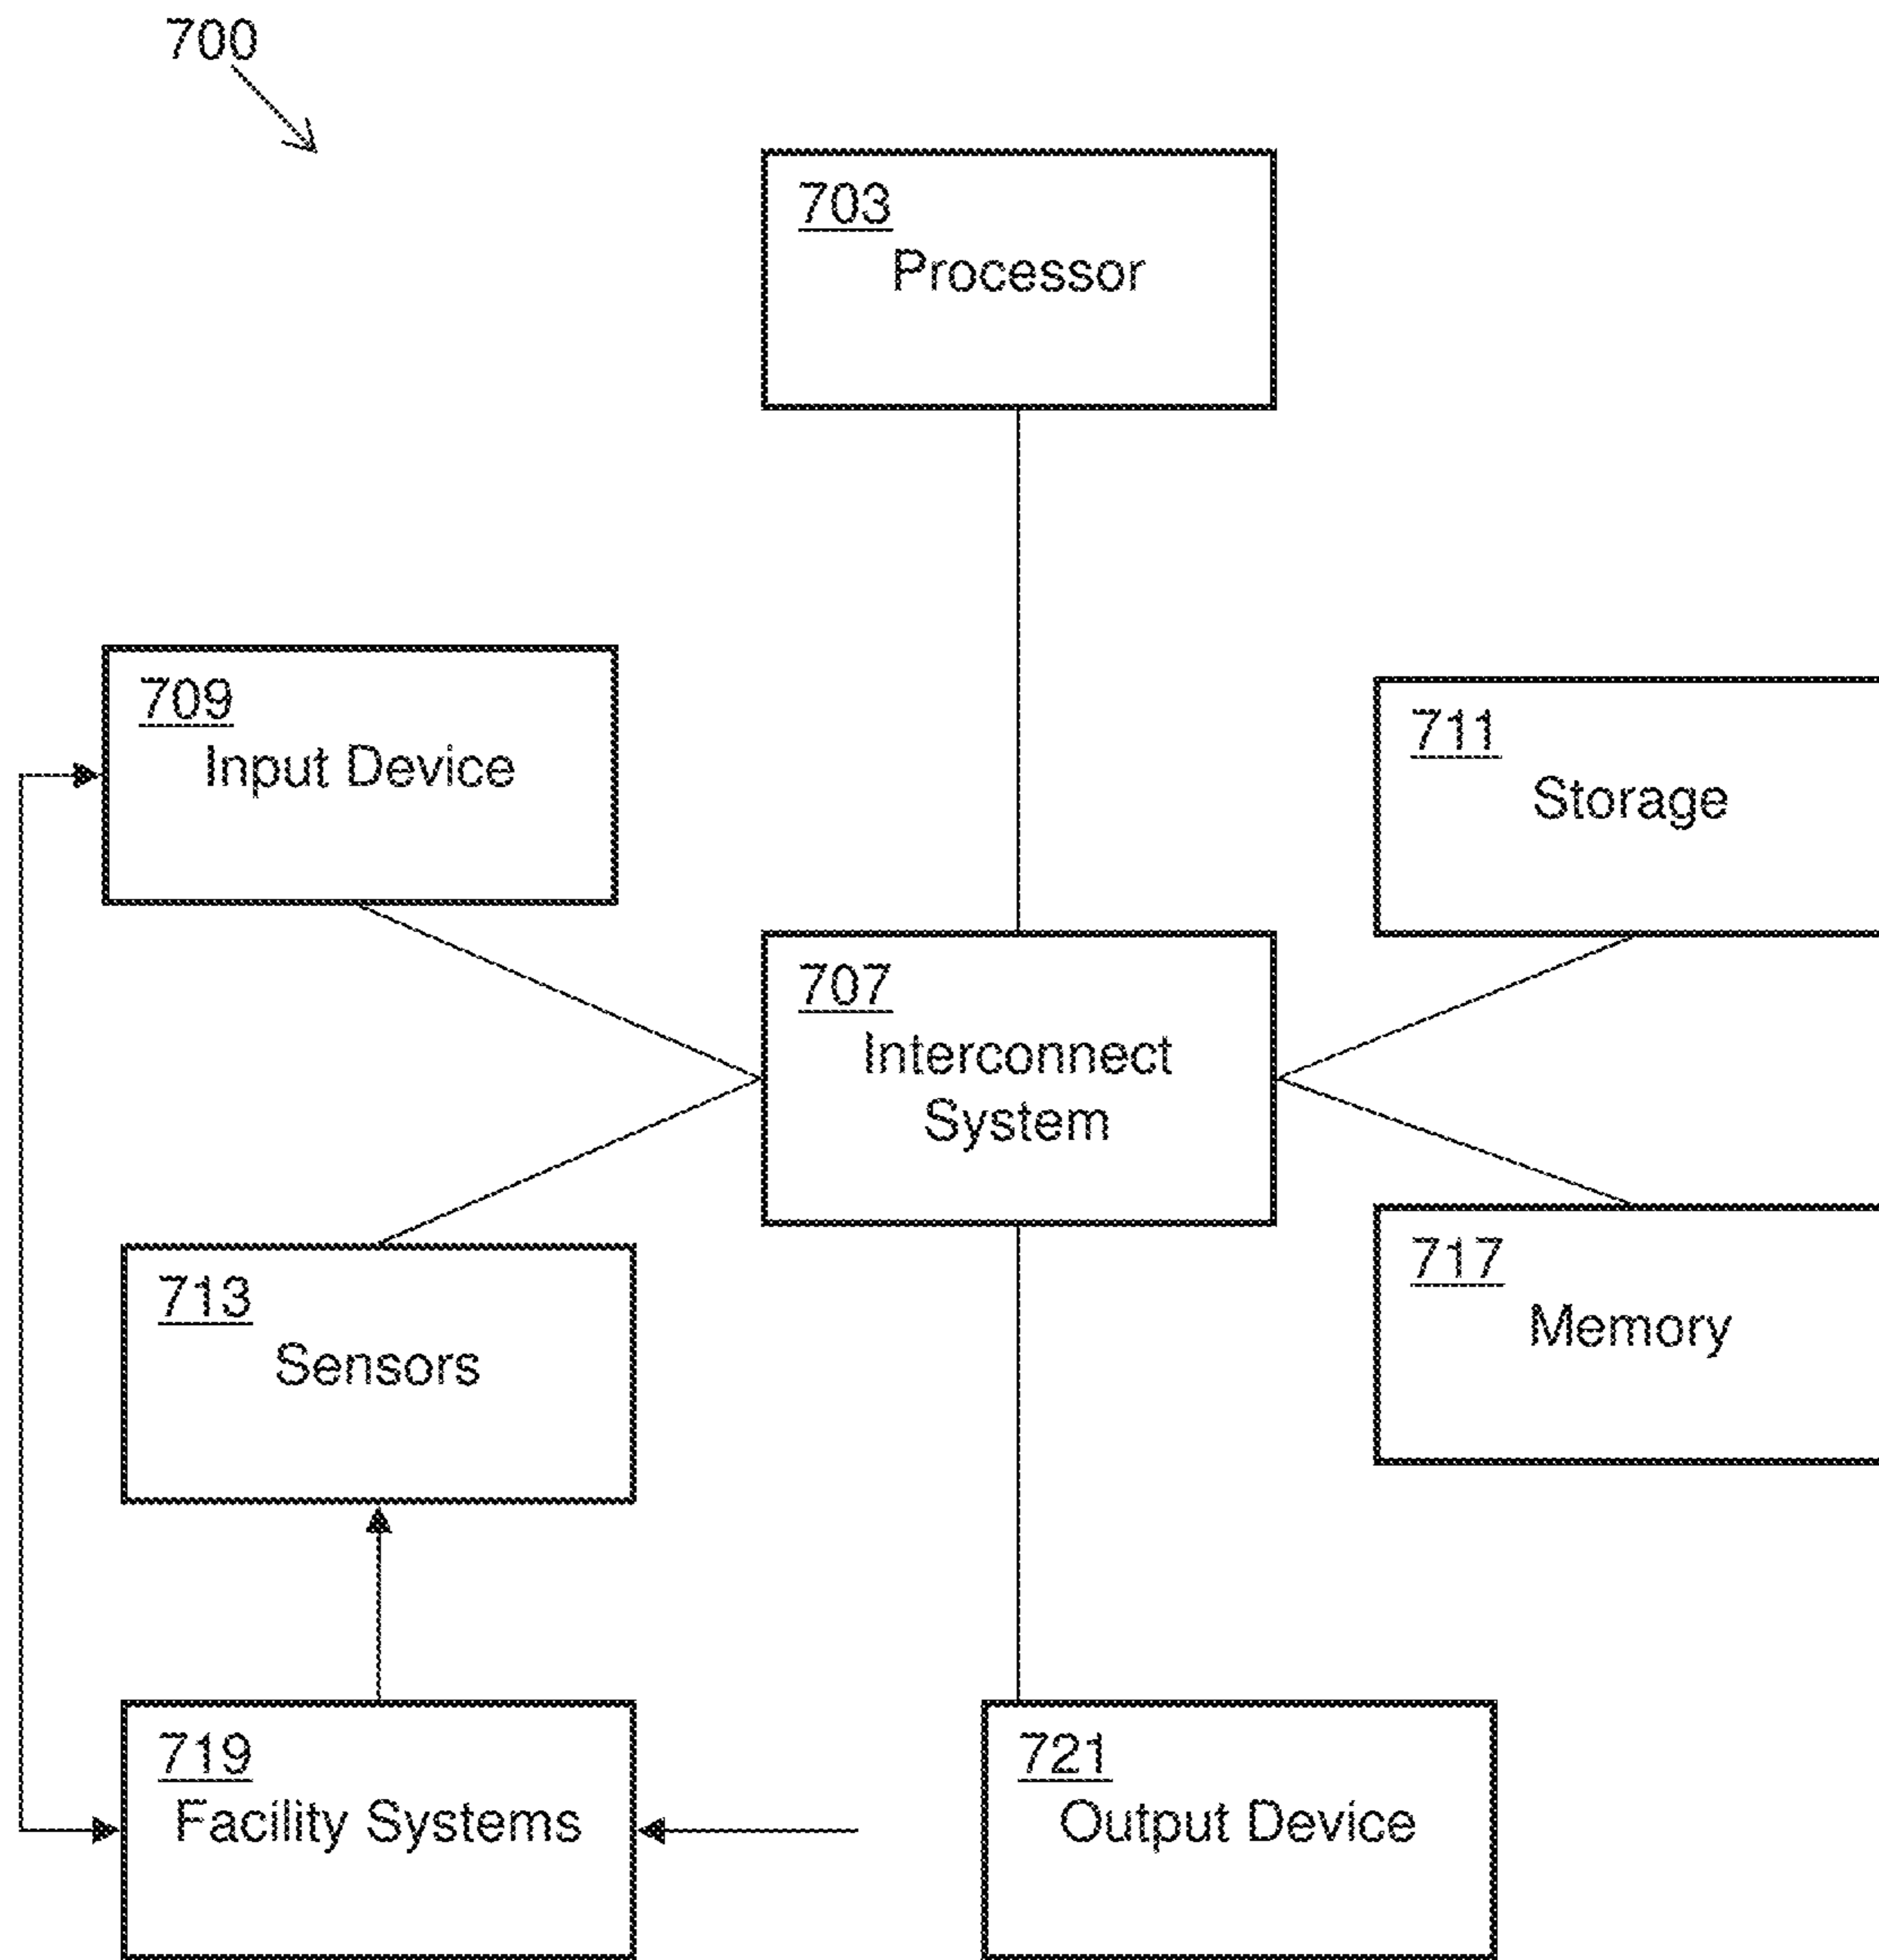 700
703
Processor
709
Input Device
711
Storage
707
Interconnect
System
713
Sensors
717
Memory
719
Facility Systems
721
Output Device